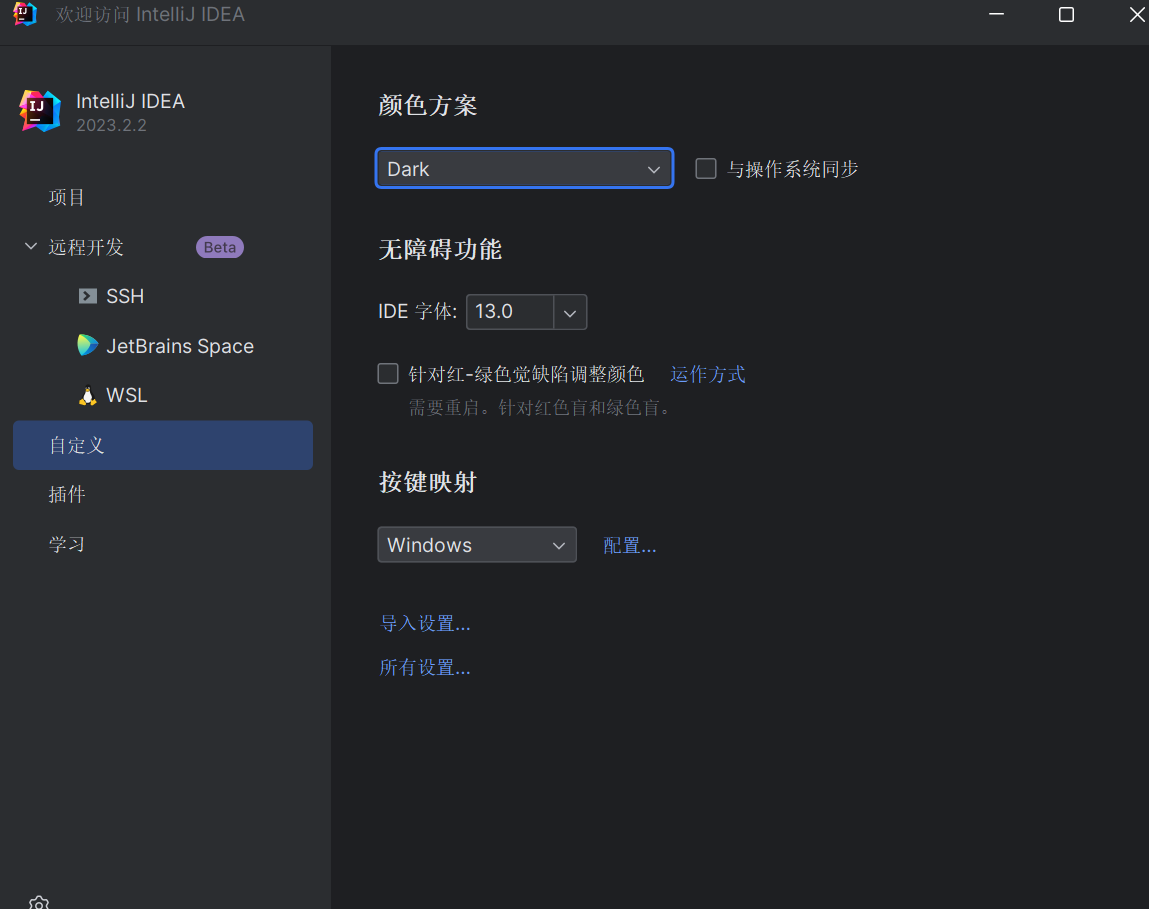 欢迎访问 IntelliJ IDEA
IntelliJ IDEA
2023.2.2
项目
远程开发 Beta
SSH
JetBrains Space
WSL
自定义
插件
学习
颜色方案
Dark 与操作系统同步
无障碍功能
IDE 字体: 13.0
针对红-绿色觉缺陷调整颜色 运作方式
需要重启。针对红色盲和绿色盲。
按键映射
Windows 配置...
导入设置...
所有设置...